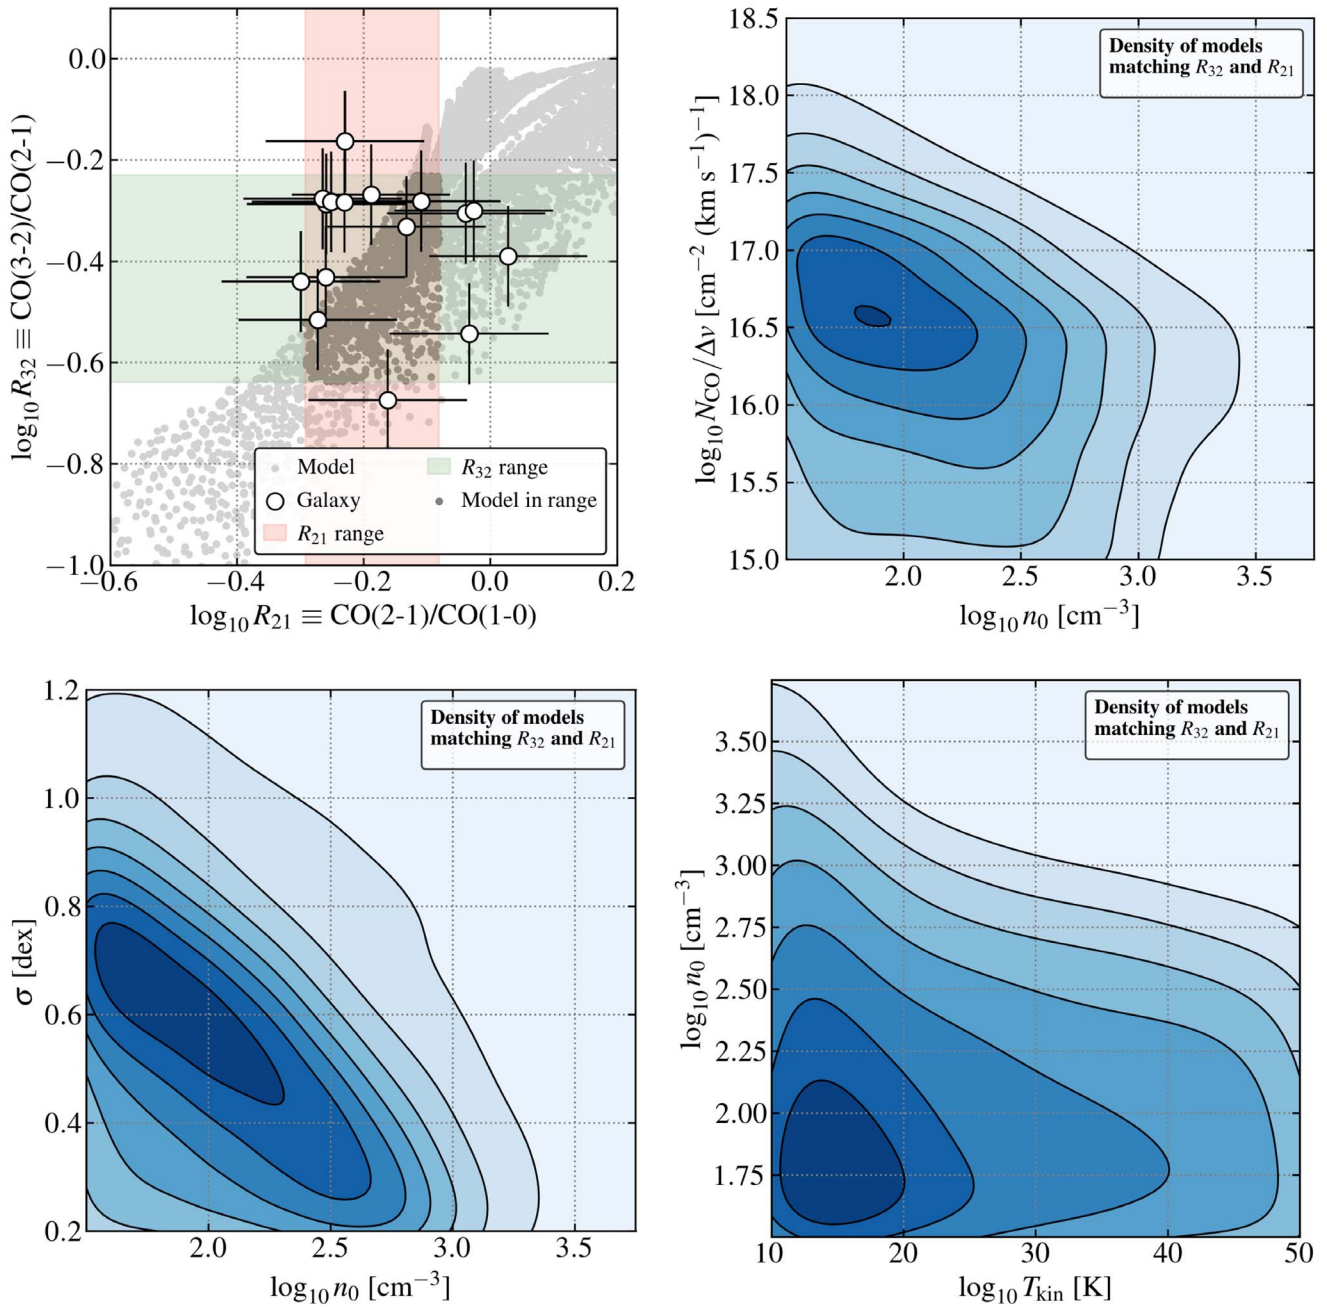 0.0
−0.2
−0.4
−0.6
−0.8
−1.0
log₁₀ R₃₂ ≡ CO(3-2)/CO(2-1)
Model
Galaxy
R₂₁ range
R₃₂ range
Model in range
−0.6 −0.4 −0.2 0.0 0.2
log₁₀ R₂₁ ≡ CO(2-1)/CO(1-0)
18.5
18.0
17.5
17.0
16.5
16.0
15.5
15.0
log₁₀ N_CO/Δν [cm⁻² (km s⁻¹)⁻¹)
Density of models
matching R₃₂ and R₂₁
2.0 2.5 3.0 3.5
log₁₀ n₀ [cm⁻³]
1.2
1.0
0.8
0.6
0.4
0.2
σ [dex]
Density of models
matching R₃₂ and R₂₁
2.0 2.5 3.0 3.5
log₁₀ n₀ [cm⁻³]
3.50
3.25
3.00
2.75
2.50
2.25
2.00
1.75
log₁₀ n₀ [cm⁻³]
Density of models
matching R₃₂ and R₂₁
10 20 30 40 50
log₁₀ T_kin [K]